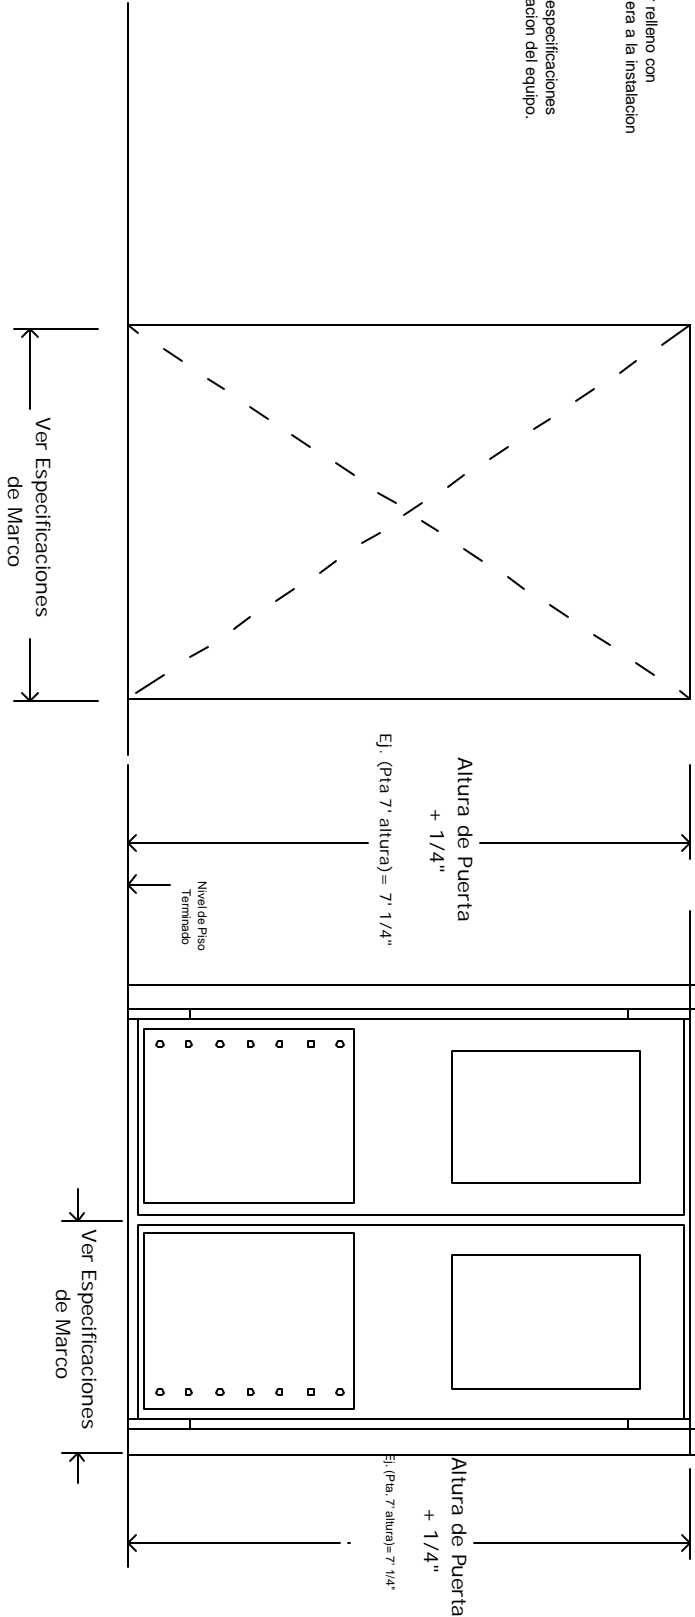 relleno con
era a la instalacion
especificaciones
acion del equipo.
Ver Especificaciones
de Marco
Altura de Puerta
+ 1/4"
Ej. (Pta 7' altura)= 7' 1/4"
Nivel de Piso
Terminado
Ver Especificaciones
de Marco
Altura de Puerta
+ 1/4"
Ej. (Pta. 7' altura)= 7' 1/4"